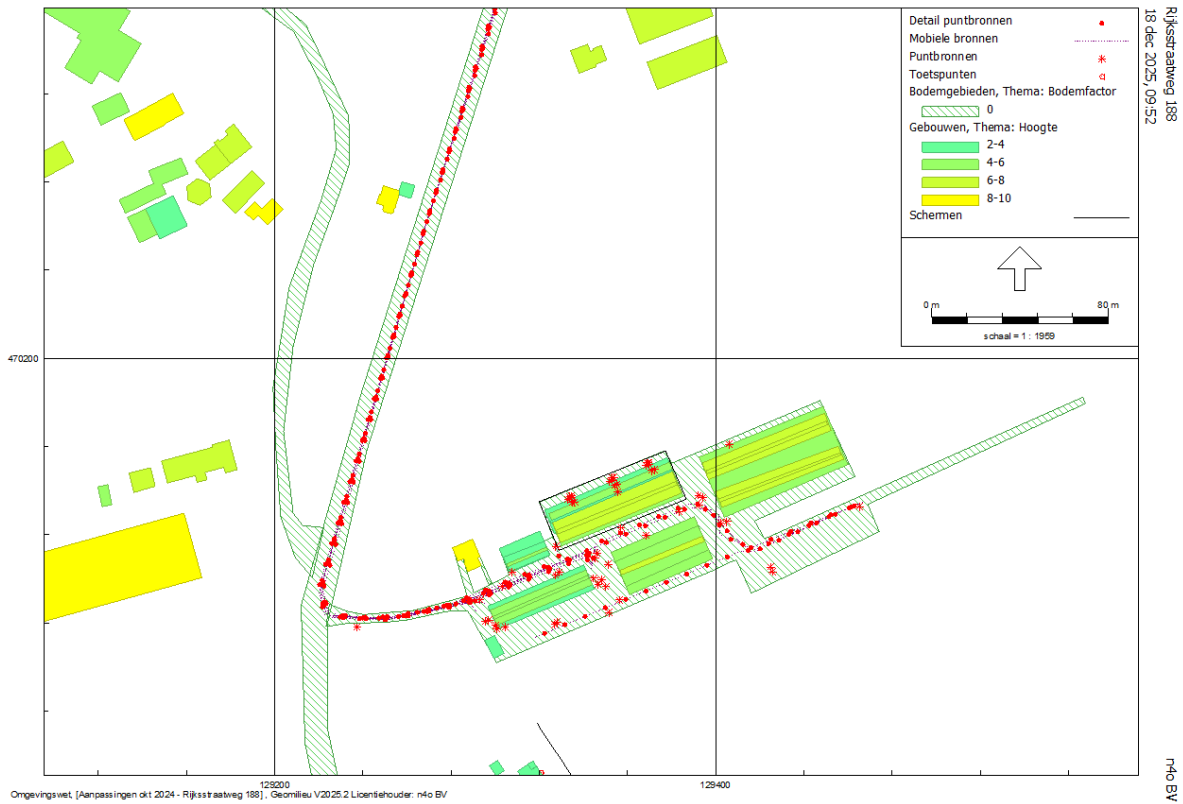 Detail puntbronnen
Mobiele bronnen
Puntbronnen
Toetspunten
Bodemgebieden, Thema: Bodemfactor
0
Gebouwen, Thema: Hoogte
2-4
4-6
6-8
8-10
Schermen
0 m
80 m
schaal = 1 : 1959
Rijksstraatweg 188
18 dec 2025, 09:52
n4o BV
470200
129200
129400
Omgevingswet, [Aanpassingen okt 2024 - Rijksstraatweg 188] , Geomilieu V2025.2 Licentiehouder: n4o BV